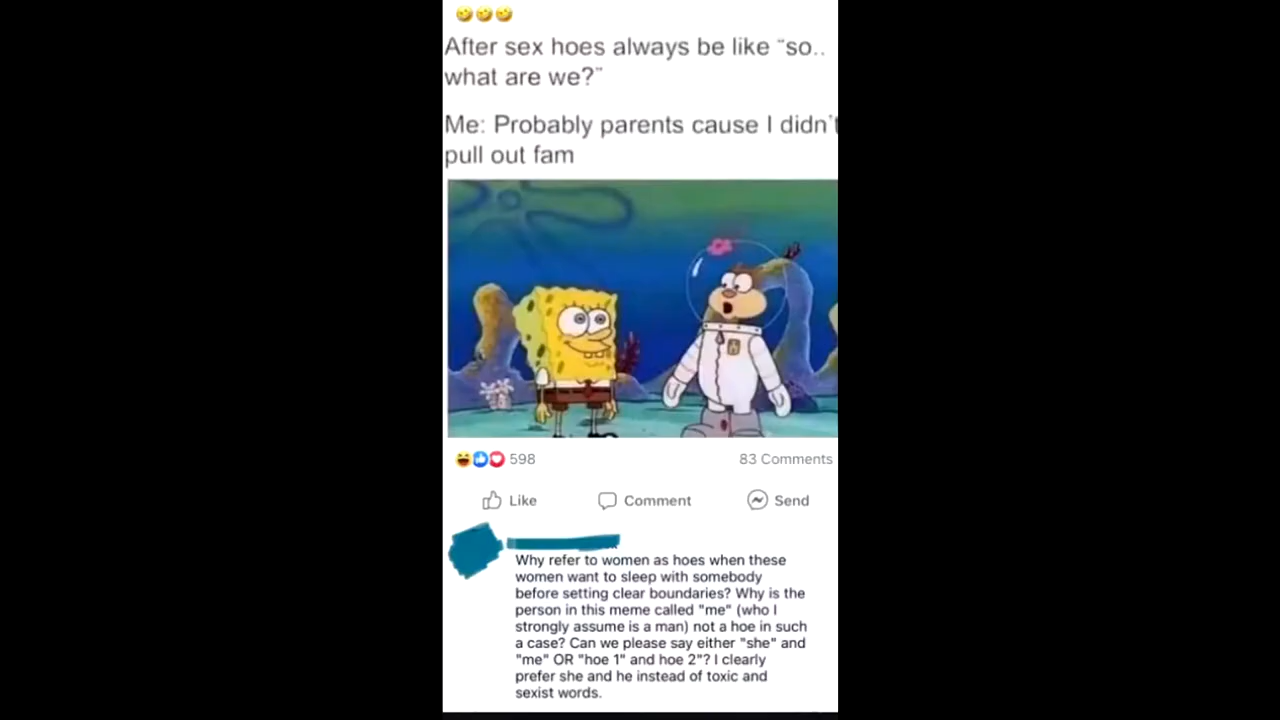 After sex hoes always be like "so..
what are we?"
Me: Probably parents cause I didn't
pull out fam
598
83 Comments
Like
Comment
Send
Why refer to women as hoes when these
women want to sleep with somebody
before setting clear boundaries? Why is the
person in this meme called "me" (who I
strongly assume is a man) not a hoe in such
a case? Can we please say either "she" and
"me" OR "hoe 1" and hoe 2"? I clearly
prefer she and he instead of toxic and
sexist words.